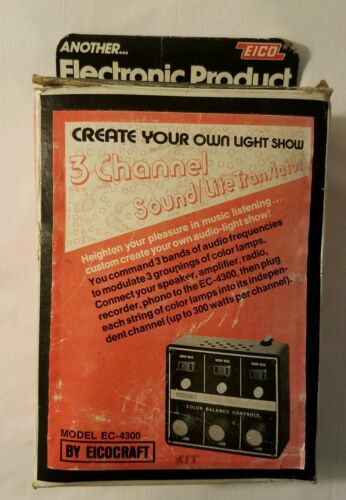 ANOTHER...
EICO
Electronic Product
CREATE YOUR OWN LIGHT SHOW
3 Channel
Sound/Lite Translator
Heighten your pleasure in music listening...
custom create your own audio-light show!
You command 3 bands of audio frequencies
to modulate 3 groupings of color lamps.
Connect your speaker, amplifier, radio,
recorder, phono to the EC-4300, then plug
each string of color lamps into its indepen-
dent channel (up to 300 watts per channel).
COLOR BALANCE CONTROLS
MODEL EC-4300
BY EICOCRAFT
KIT